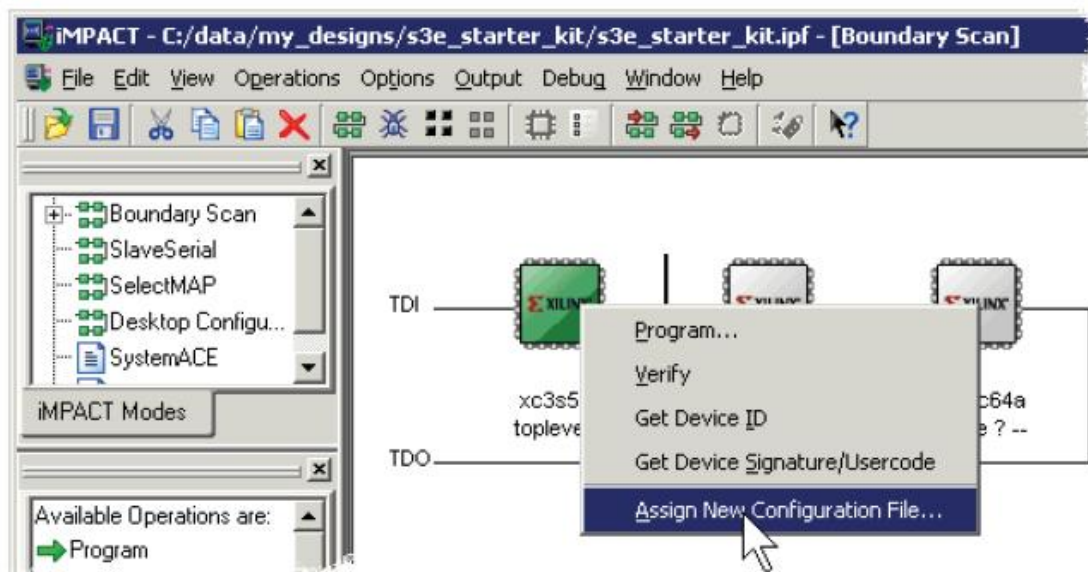 iMPACT - C:/data/my_designs/s3e_starter_kit/s3e_starter_kit.ipf - [Boundary Scan]
File Edit View Operations Options Output Debug Window Help
Boundary Scan
SlaveSerial
SelectMAP
Desktop Configu...
SystemACE
iMPACT Modes
Available Operations are:
Program
TDI
XILINX XILINX XILINX
xc3s5
topleve
c64a
e ? --
TDO
Program...
Verify
Get Device ID
Get Device Signature/Usercode
Assign New Configuration File...